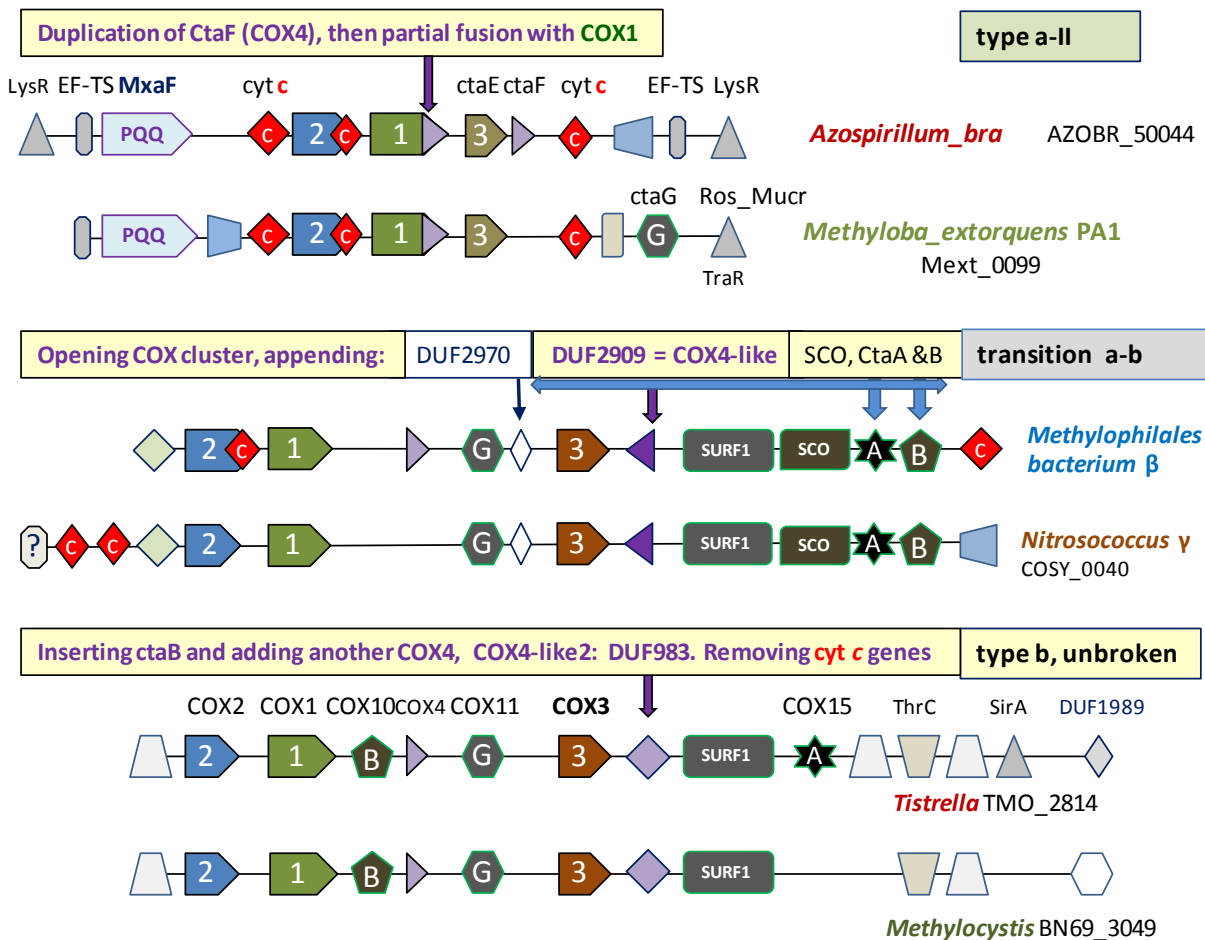 Duplication of CtaF (COX4), then partial fusion with COX1
type a-II
LysR EF-TS MxaF cyt c ctaE ctaF cyt c EF-TS LysR
PQQ c 2 c 1 3 c
Azospirillum_bra AZOBR_50044
ctaG Ros_Mucr
PQQ c 2 c 1 3 c G
Methyloba_extorquens PA1
Mext_0099
TraR
Opening COX cluster, appending: DUF2970 DUF2909 = COX4-like SCO, CtaA &B transition a-b
2 c 1 G 3 SURF1 SCO A B c
Methylophilales
bacterium β
? c c 2 1 G 3 SURF1 SCO A B
Nitrosococcus γ
COSY_0040
Inserting ctaB and adding another COX4, COX4-like2: DUF983. Removing cyt c genes type b, unbroken
COX2 COX1 COX10 COX4 COX11 COX3 COX15 ThrC SirA DUF1989
2 1 B G 3 SURF1 A
Tistrella TMO_2814
2 1 B G 3 SURF1
Methylocystis BN69_3049